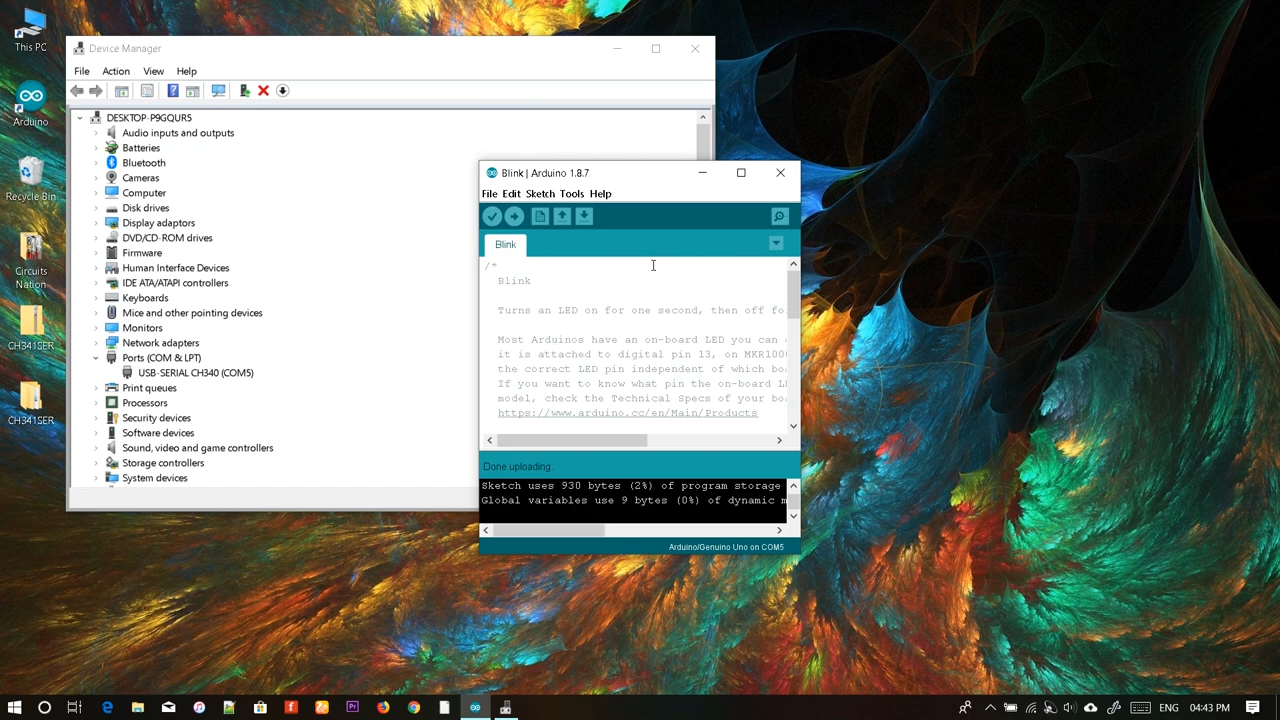 This PC
Arduino
Recycle Bin
Circuits
Nation
CH341SER
CH341SER
Device Manager
File Action View Help
DESKTOP-P9GQUR5
Audio inputs and outputs
Batteries
Bluetooth
Cameras
Computer
Disk drives
Display adaptors
DVD/CD-ROM drives
Firmware
Human Interface Devices
IDE ATA/ATAPI controllers
Keyboards
Mice and other pointing devices
Monitors
Network adapters
Ports (COM & LPT)
USB-SERIAL CH340 (COM5)
Print queues
Processors
Security devices
Software devices
Sound, video and game controllers
Storage controllers
System devices
Blink | Arduino 1.8.7
File Edit Sketch Tools Help
Blink
/*
Blink
Turns an LED on for one second, then off fo
Most Arduinos have an on-board LED you can
it is attached to digital pin 13, on MKR1000
the correct LED pin independent of which boa
If you want to know what pin the on-board LE
model, check the Technical Specs of your boa
https://www.arduino.cc/en/Main/Products
Done uploading.
Sketch uses 930 bytes (2%) of program storage
Global variables use 9 bytes (0%) of dynamic m
Arduino/Genuino Uno on COM5
ENG 04:43 PM